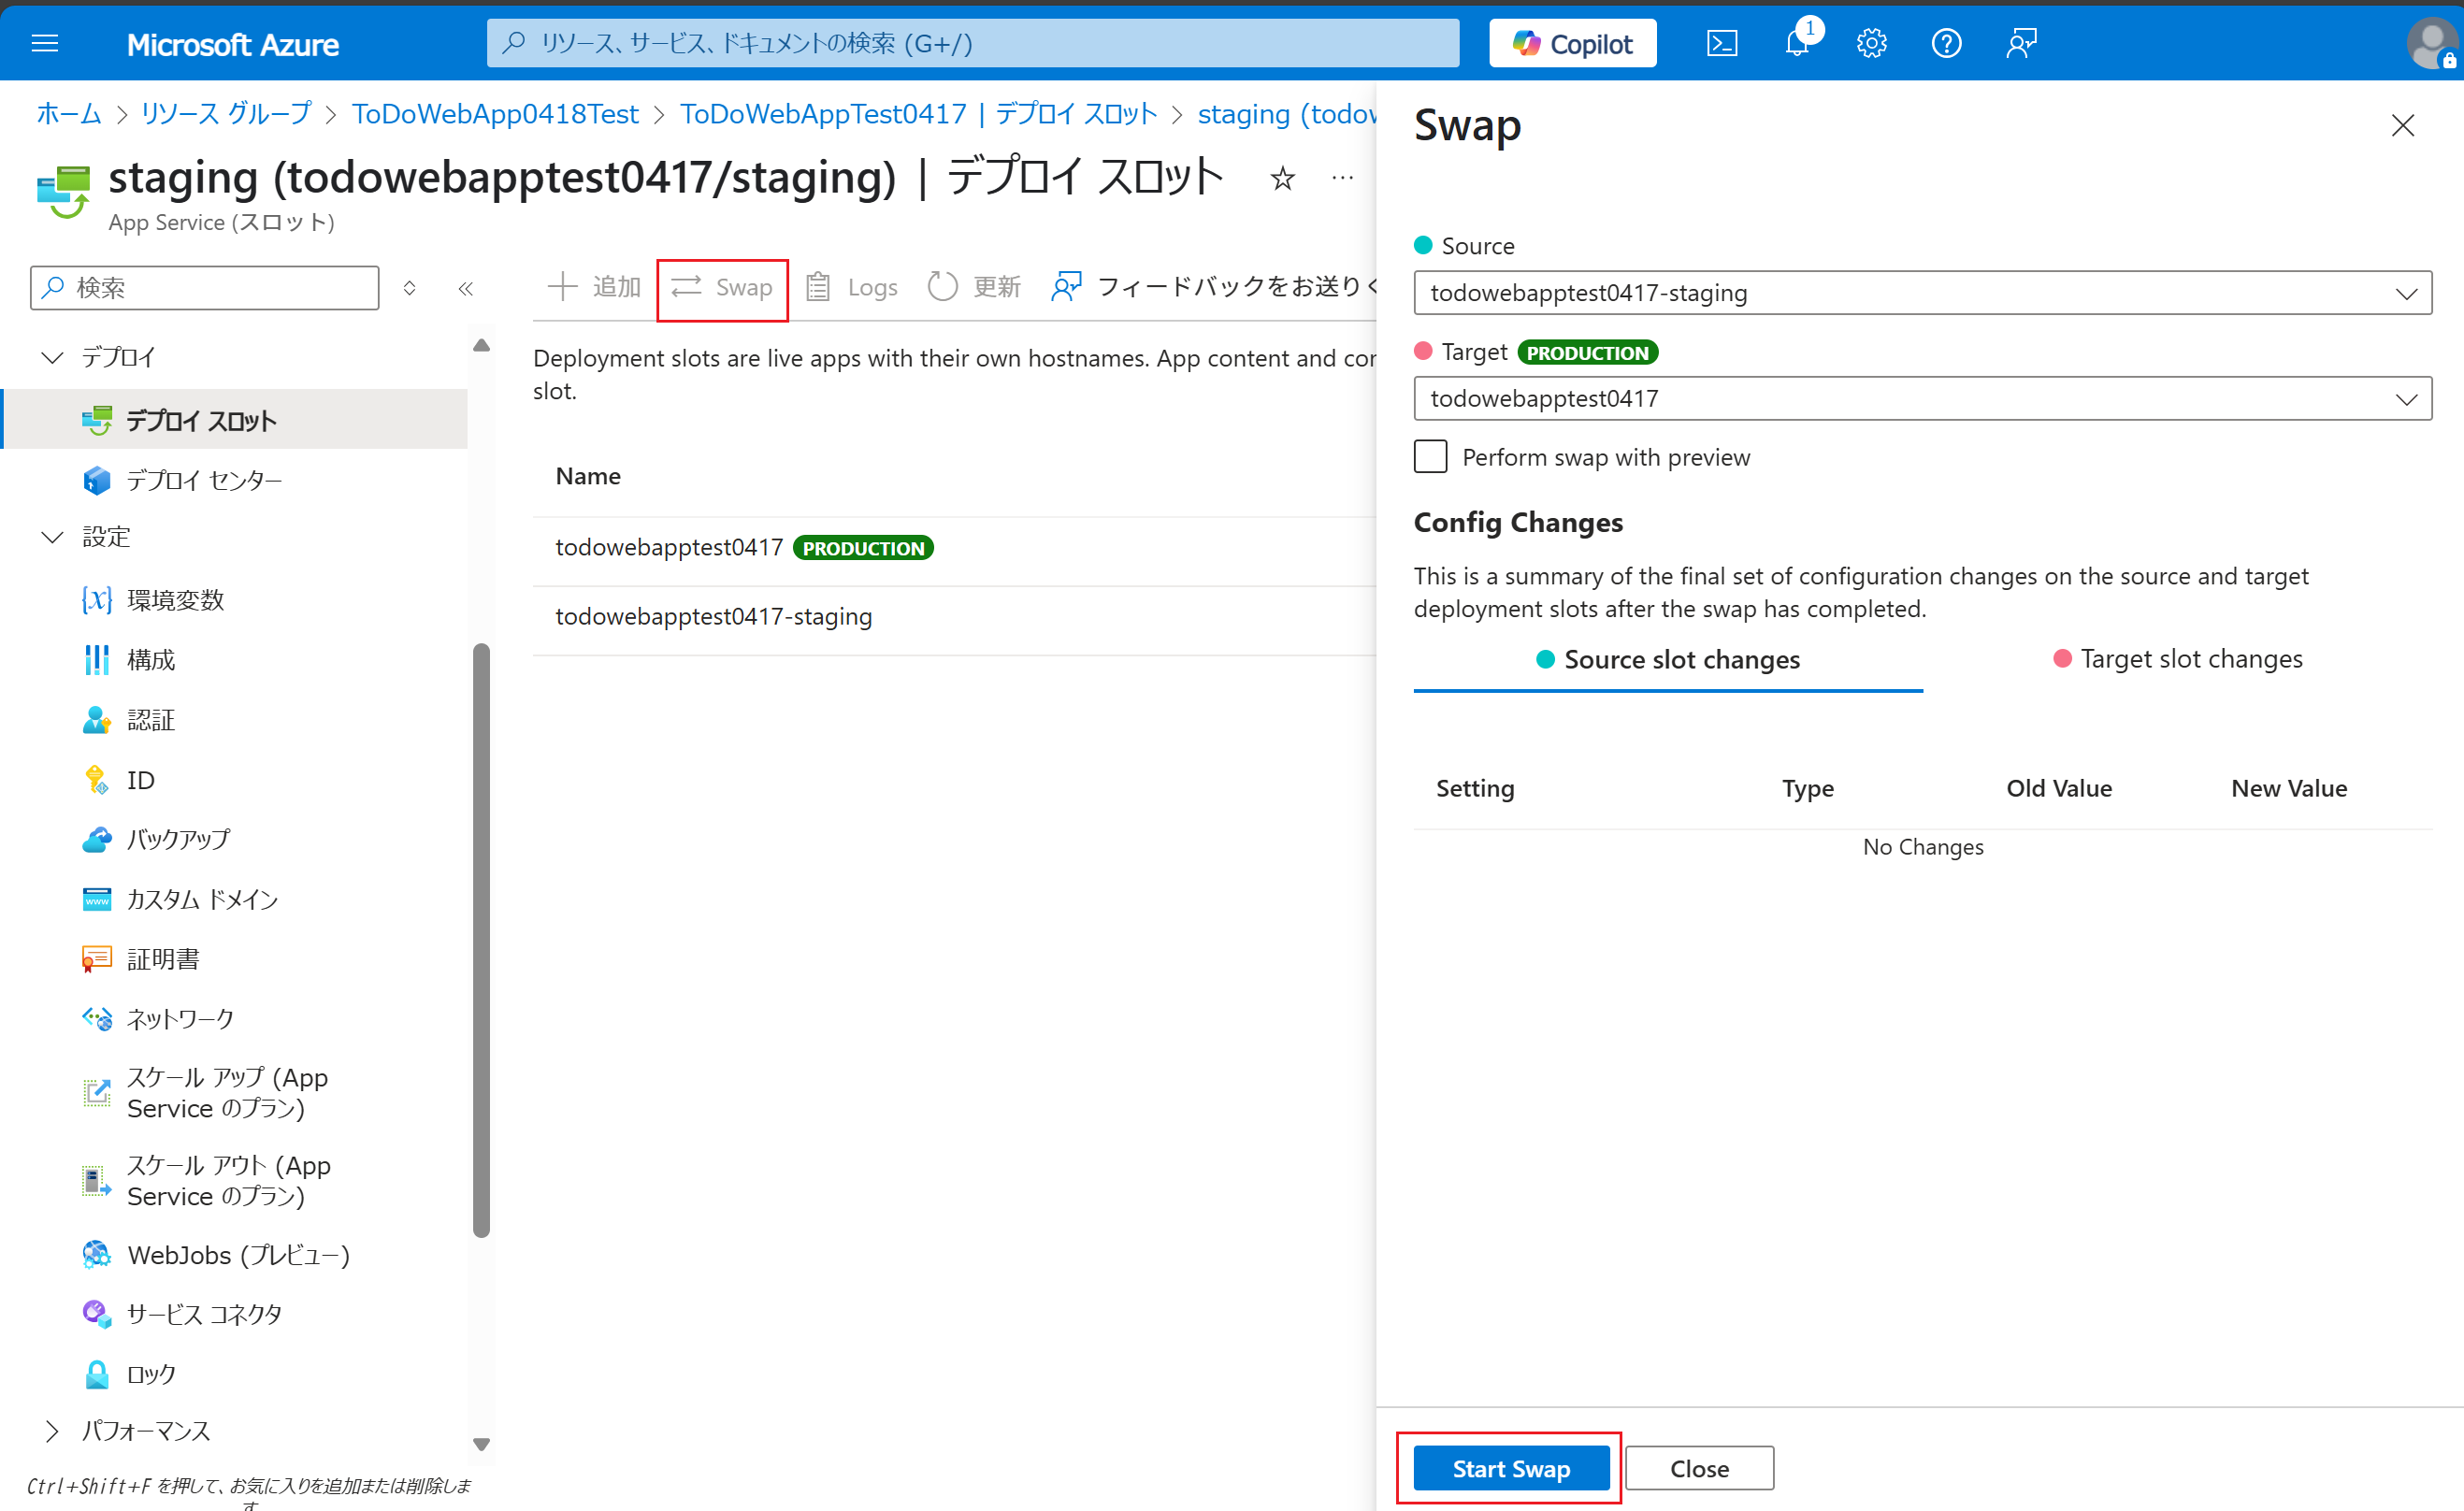 Microsoft Azure
リソース、サービス、ドキュメントの検索 (G+/)
Copilot
1
ホーム > リソース グループ > ToDoWebApp0418Test > ToDoWebAppTest0417 | デプロイ スロット > staging (todow
staging (todowebapptest0417/staging) | デプロイ スロット
App Service (スロット)
検索
デプロイ
デプロイ スロット
デプロイ センター
設定
環境変数
構成
認証
ID
バックアップ
カスタム ドメイン
証明書
ネットワーク
スケール アップ (App
Service のプラン)
スケール アウト (App
Service のプラン)
WebJobs (プレビュー)
サービス コネクタ
ロック
パフォーマンス
Ctrl+Shift+F を押して、お気に入りを追加または削除しま
す
追加 Swap Logs 更新 フィードバックをお送りく
Deployment slots are live apps with their own hostnames. App content and cor
slot.
Name
todowebapptest0417 PRODUCTION
todowebapptest0417-staging
Swap
Source
todowebapptest0417-staging
Target PRODUCTION
todowebapptest0417
Perform swap with preview
Config Changes
This is a summary of the final set of configuration changes on the source and target
deployment slots after the swap has completed.
Source slot changes Target slot changes
Setting Type Old Value New Value
No Changes
Start Swap Close